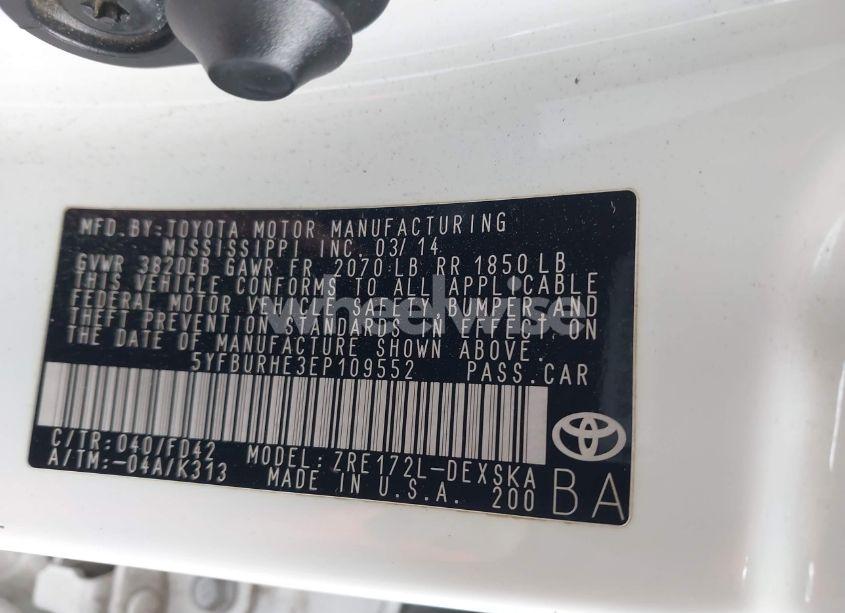 MFD.BY:TOYOTA MOTOR MANUFACTURING
MISSISSIPPI INC. 03/14
GVWR 3820LB GAWR FR 2070 LB RR 1850 LB
THIS VEHICLE CONFORMS TO ALL APPLICABLE
FEDERAL MOTOR VEHICLE SAFETY, BUMPER, AND
THEFT PREVENTION STANDARDS IN EFFECT ON
THE DATE OF MANUFACTURE SHOWN ABOVE.
5YFBURHE3EP109552 PASS.CAR
C/TR:040/FD42 MODEL:ZRE172L-DEXSKA
A/TM:-04A/K313 MADE IN U.S.A. 200 BA
wheelwise